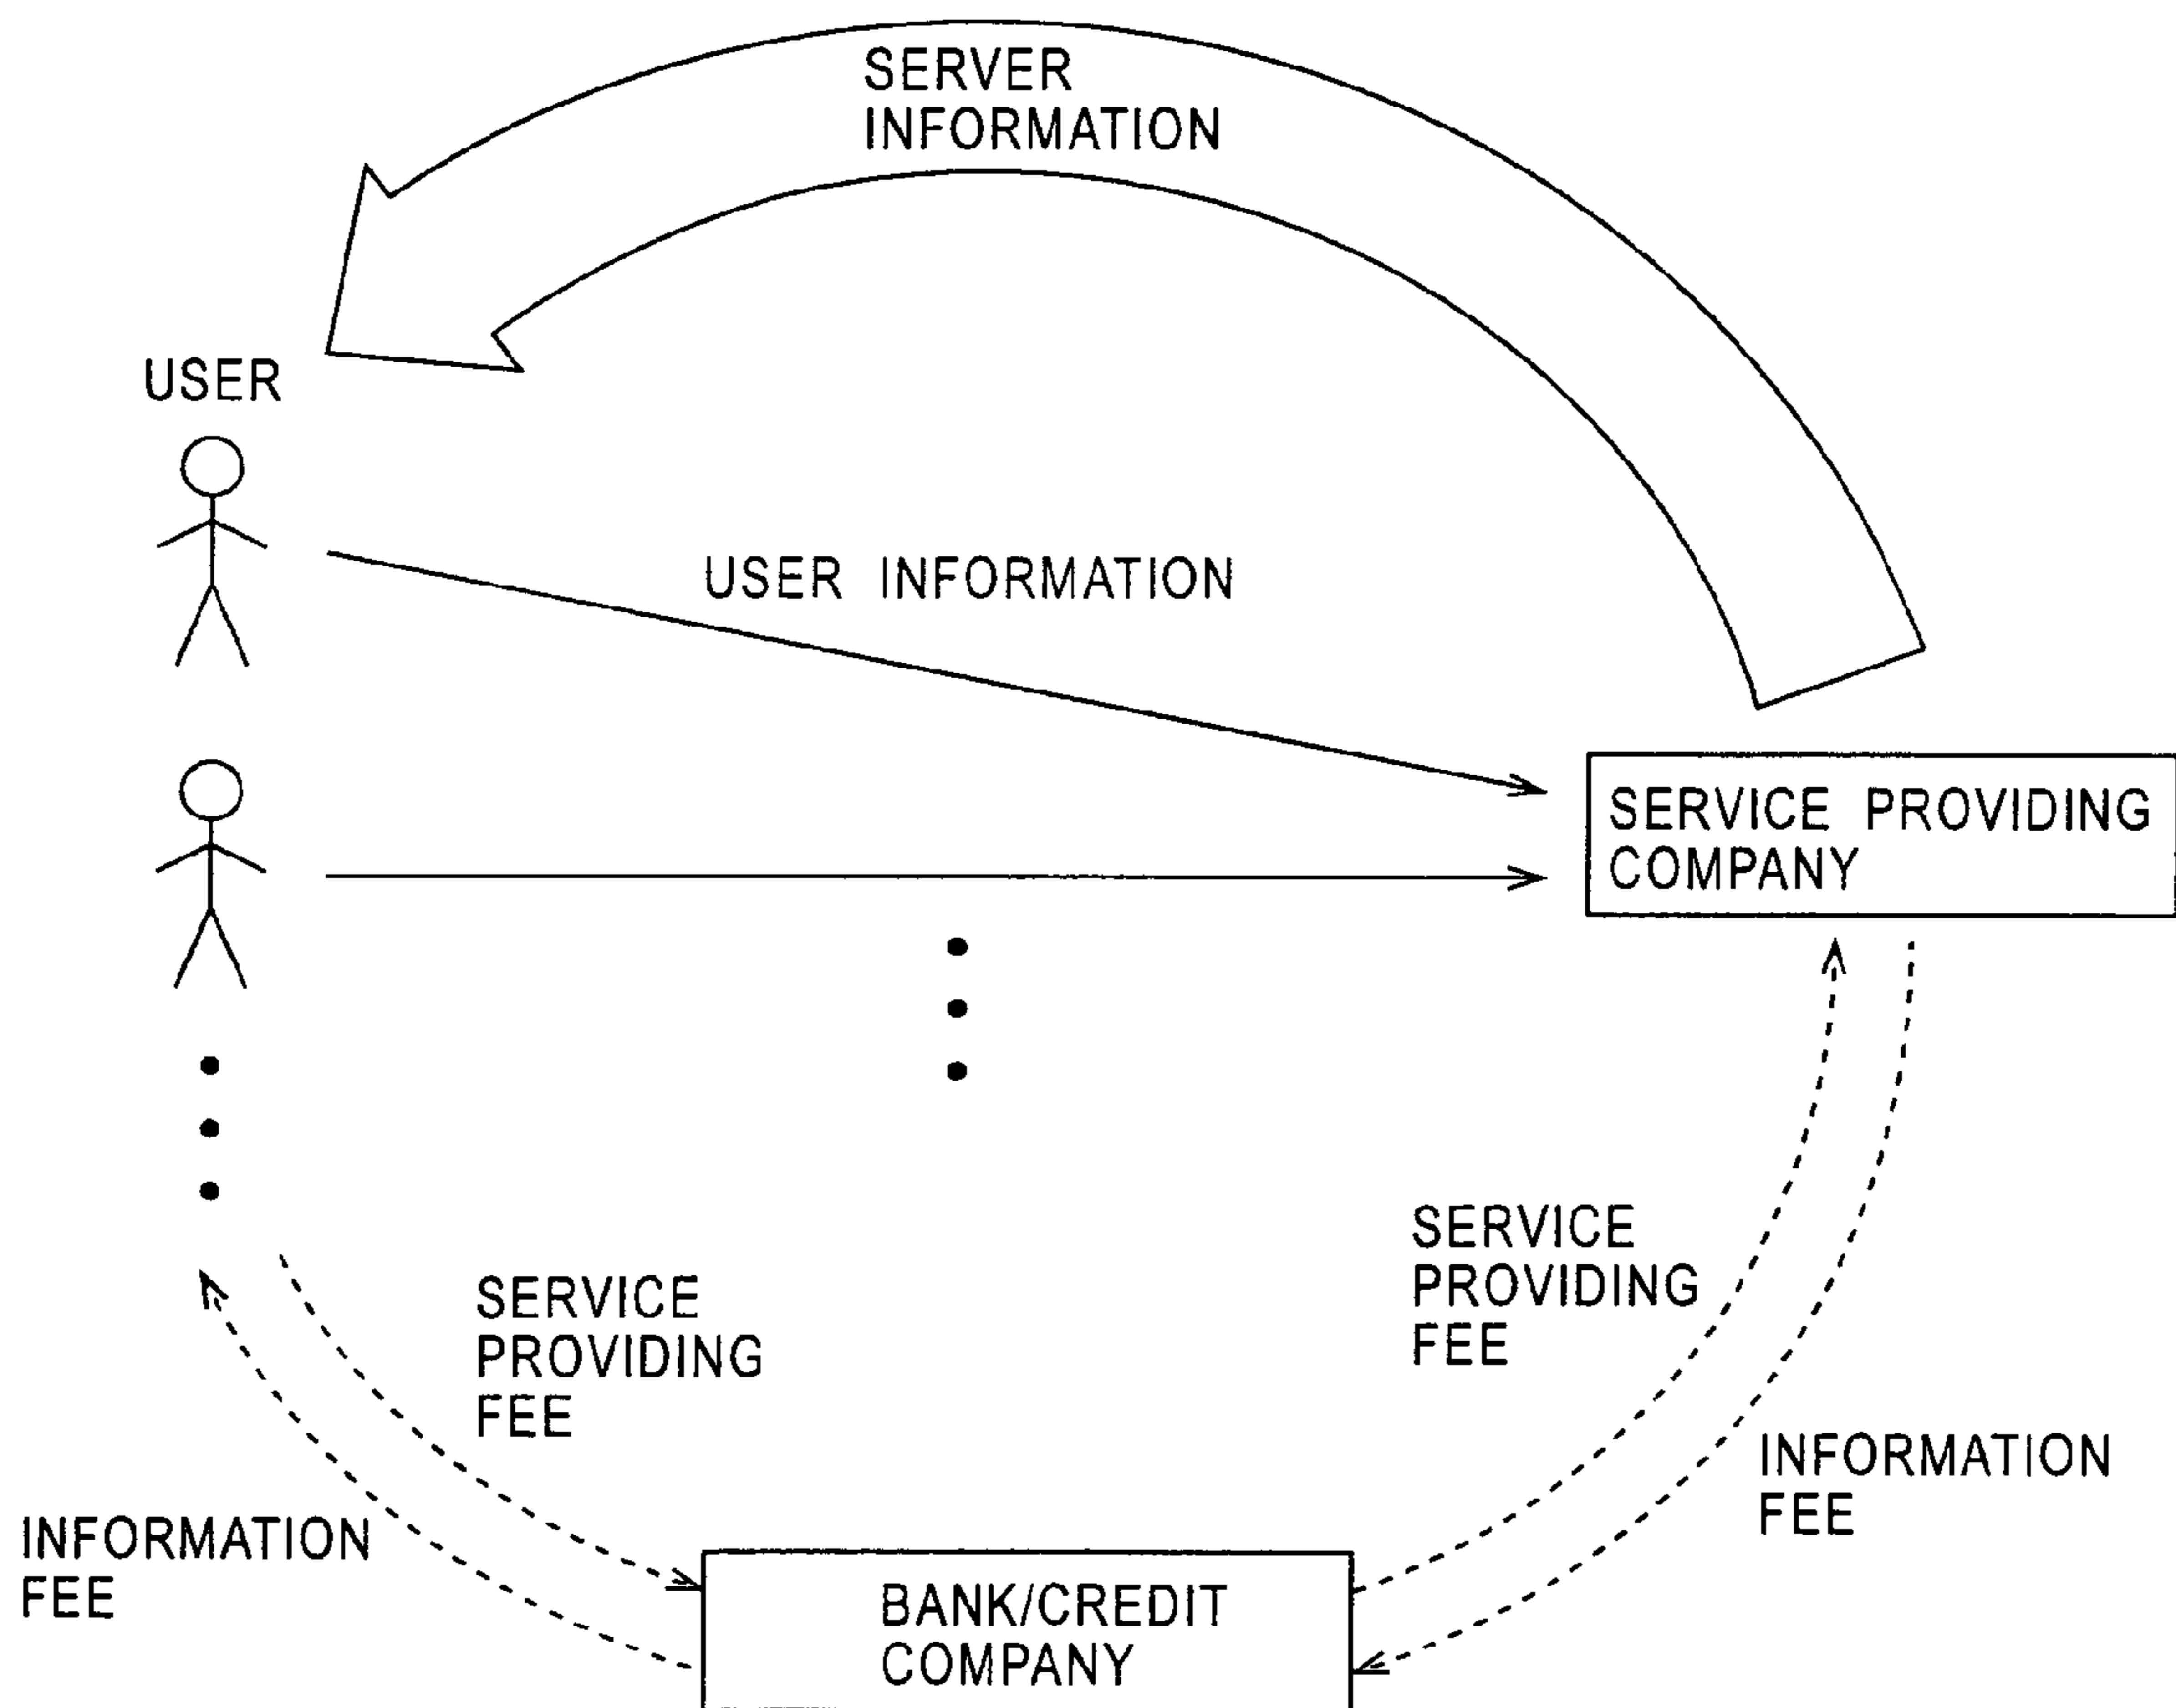 SERVER
INFORMATION
USER
USER INFORMATION
SERVICE PROVIDING
COMPANY
SERVICE
PROVIDING
FEE
SERVICE
PROVIDING
FEE
INFORMATION
FEE
INFORMATION
FEE
BANK/CREDIT
COMPANY